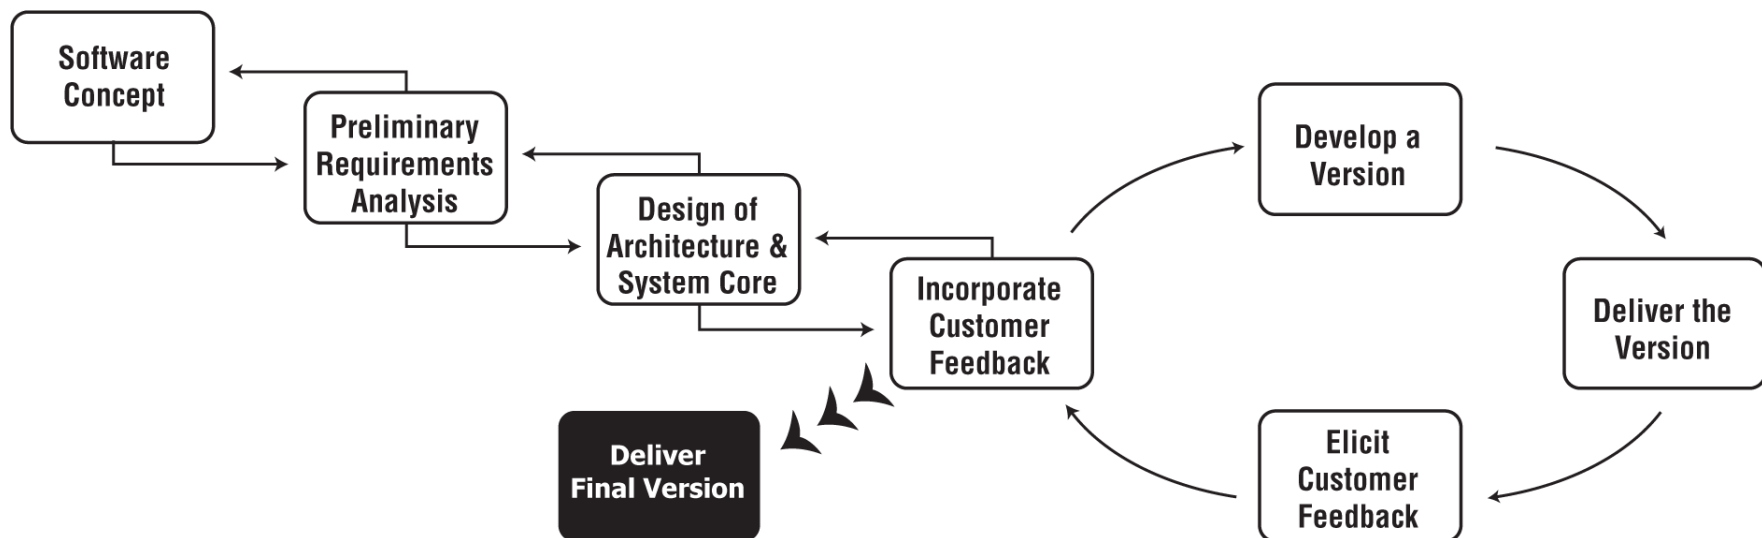 Software
Concept
Preliminary
Requirements
Analysis
Design of
Architecture &
System Core
Incorporate
Customer
Feedback
Develop a
Version
Deliver the
Version
Elicit
Customer
Feedback
Deliver
Final Version